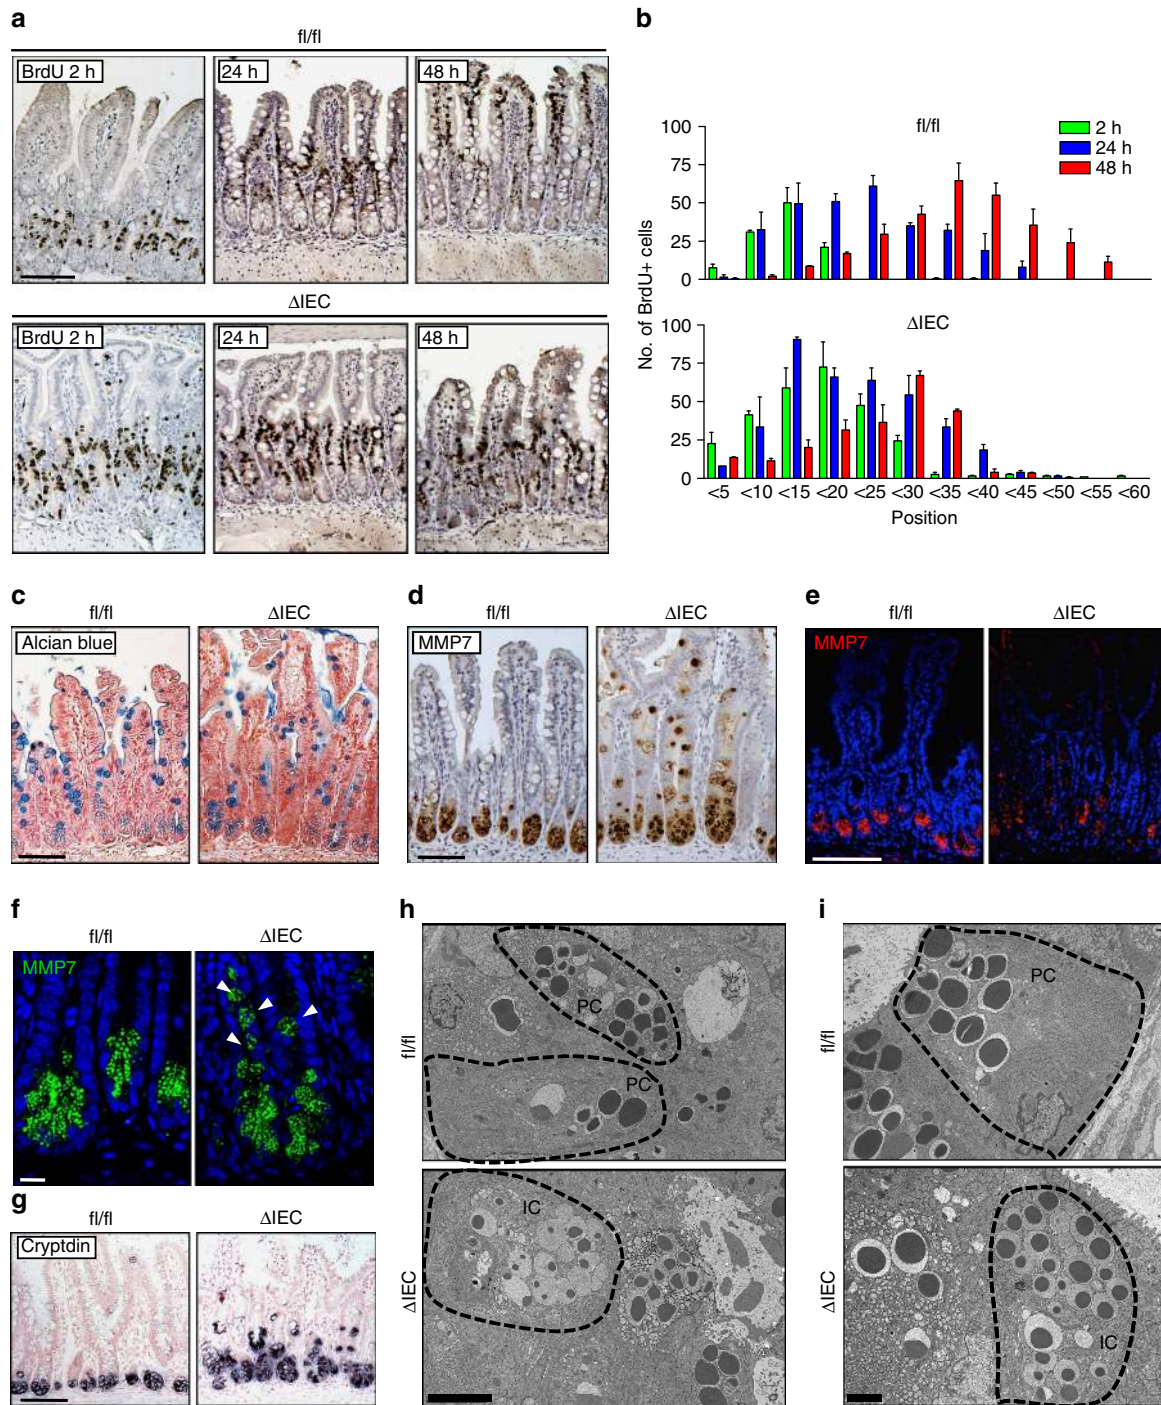 a
fl/fl
BrdU 2 h
24 h
48 h
ΔIEC
BrdU 2 h
24 h
48 h
b
fl/fl
2 h
24 h
48 h
100
75
50
25
0
No. of BrdU+ cells
ΔIEC
100
75
50
25
0
<5 <10 <15 <20 <25 <30 <35 <40 <45 <50 <55 <60
Position
c
fl/fl
ΔIEC
Alcian blue
d
fl/fl
ΔIEC
MMP7
e
fl/fl
ΔIEC
MMP7
f
fl/fl
ΔIEC
MMP7
g
fl/fl
ΔIEC
Cryptdin
h
fl/fl
PC
PC
ΔIEC
IC
i
fl/fl
PC
ΔIEC
IC